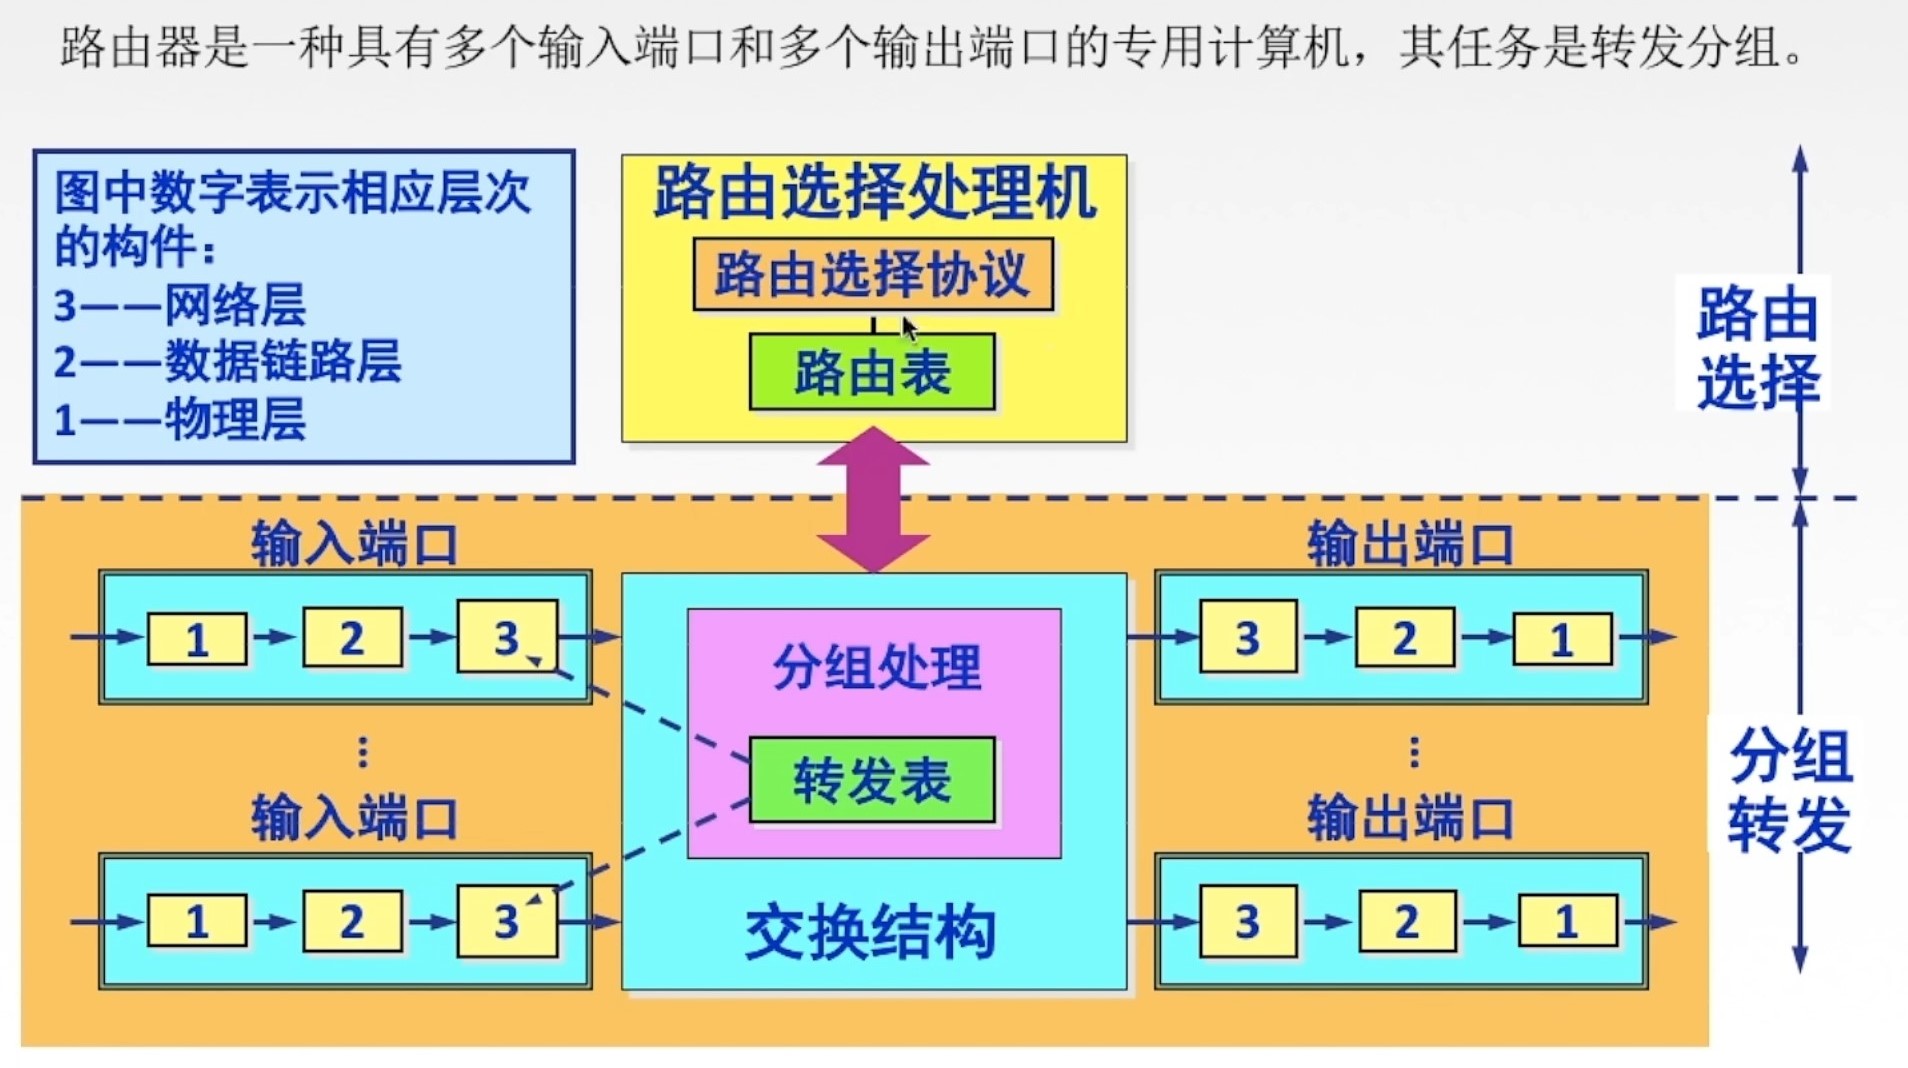 路由器是一种具有多个输入端口和多个输出端口的专用计算机，其任务是转发分组。
图中数字表示相应层次
的构件：
3——网络层
2——数据链路层
1——物理层
路由选择处理机
路由选择协议
路由表
路由
选择
输入端口
1 2 3
⋮
输入端口
1 2 3
分组处理
转发表
交换结构
输出端口
3 2 1
⋮
输出端口
3 2 1
分组
转发